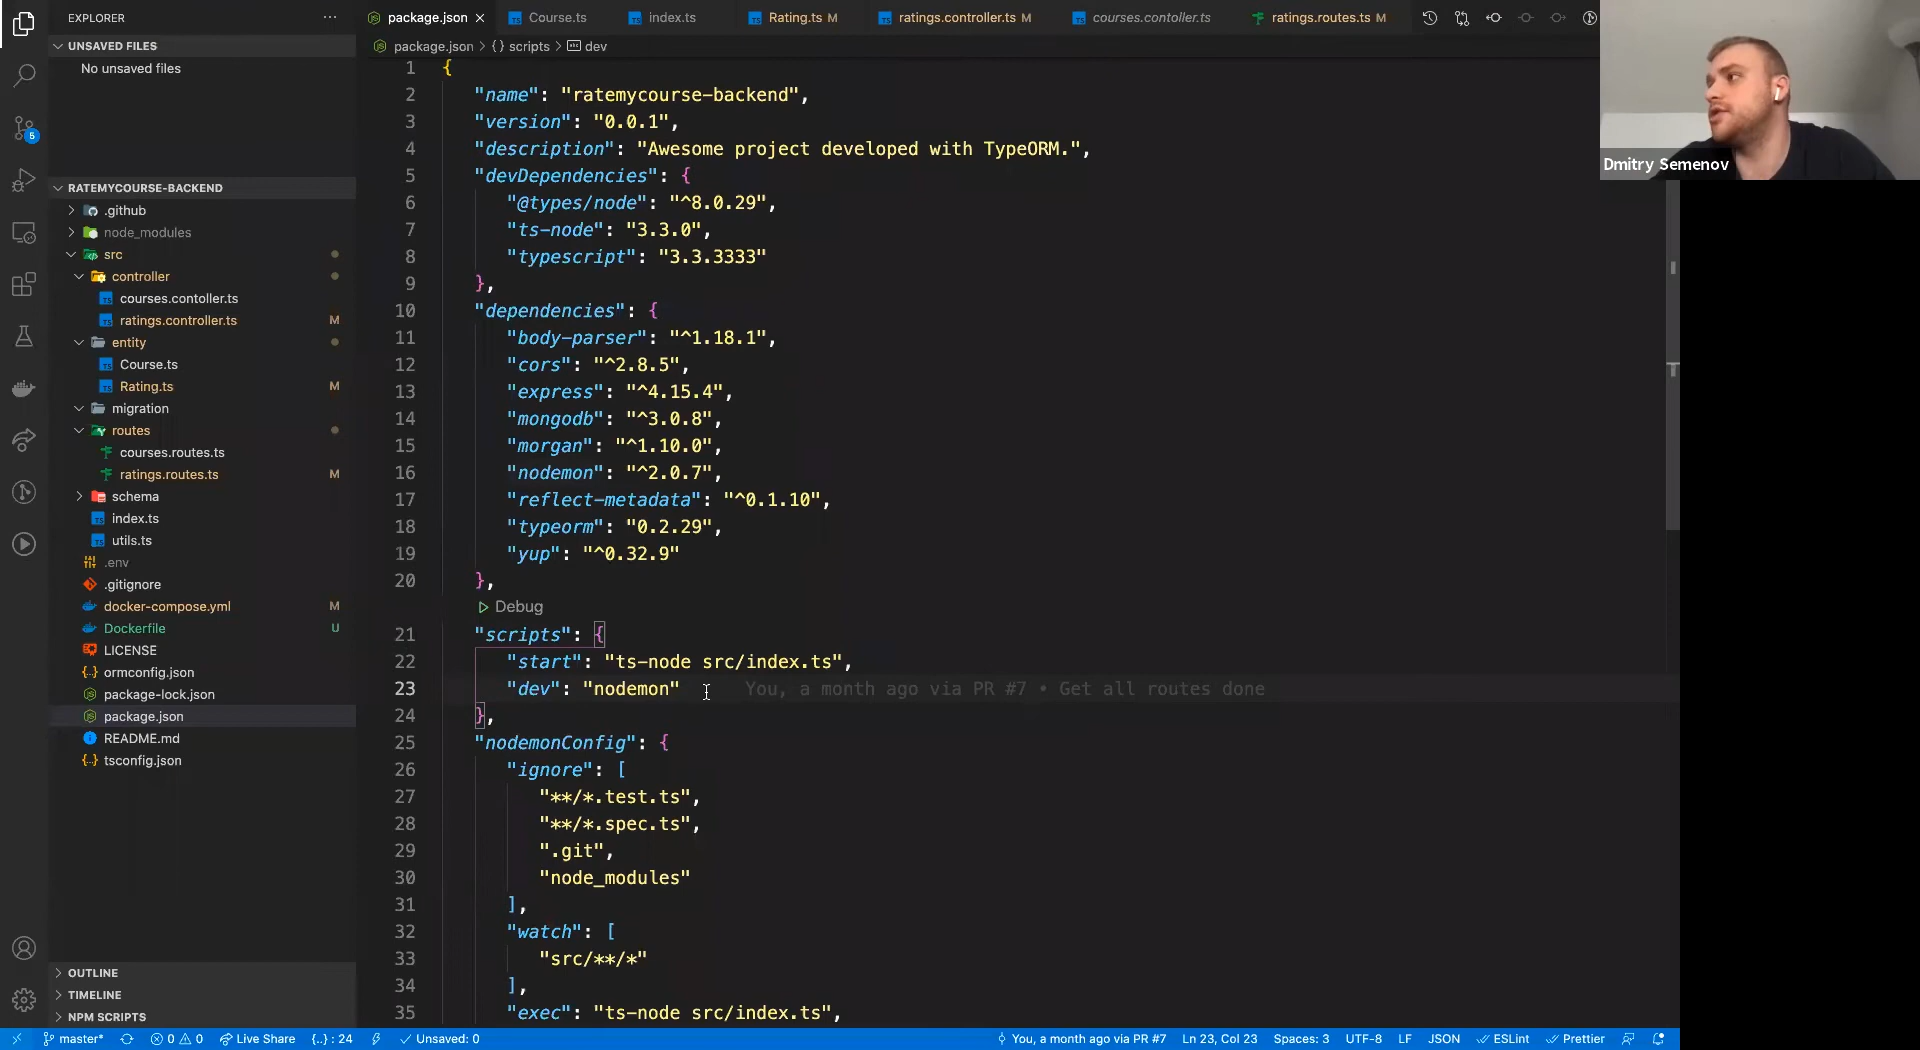 EXPLORER
UNSAVED FILES
No unsaved files
RATEMYCOURSE-BACKEND
.github
node_modules
src
controller
courses.contoller.ts
ratings.controller.ts M
entity
Course.ts
Rating.ts M
migration
routes
courses.routes.ts
ratings.routes.ts M
schema
index.ts
utils.ts
.env
.gitignore
docker-compose.yml M
Dockerfile U
LICENSE
ormconfig.json
package-lock.json
package.json
README.md
tsconfig.json
OUTLINE
TIMELINE
NPM SCRIPTS
5
package.json Course.ts index.ts Rating.ts M ratings.controller.ts M courses.contoller.ts ratings.routes.ts M
package.json > {} scripts > dev
1 {
2 "name": "ratemycourse-backend",
3 "version": "0.0.1",
4 "description": "Awesome project developed with TypeORM.",
5 "devDependencies": {
6 "@types/node": "^8.0.29",
7 "ts-node": "3.3.0",
8 "typescript": "3.3.3333"
9 },
10 "dependencies": {
11 "body-parser": "^1.18.1",
12 "cors": "^2.8.5",
13 "express": "^4.15.4",
14 "mongodb": "^3.0.8",
15 "morgan": "^1.10.0",
16 "nodemon": "^2.0.7",
17 "reflect-metadata": "^0.1.10",
18 "typeorm": "0.2.29",
19 "yup": "^0.32.9"
20 },
Debug
21 "scripts": {
22 "start": "ts-node src/index.ts",
23 "dev": "nodemon" You, a month ago via PR #7 • Get all routes done
24 },
25 "nodemonConfig": {
26 "ignore": [
27 "**/*.test.ts",
28 "**/*.spec.ts",
29 ".git",
30 "node_modules"
31 ],
32 "watch": [
33 "src/**/*"
34 ],
35 "exec": "ts-node src/index.ts",
Dmitry Semenov
master* 0 0 Live Share {..} : 24 Unsaved: 0 You, a month ago via PR #7 Ln 23, Col 23 Spaces: 3 UTF-8 LF JSON ESLint Prettier